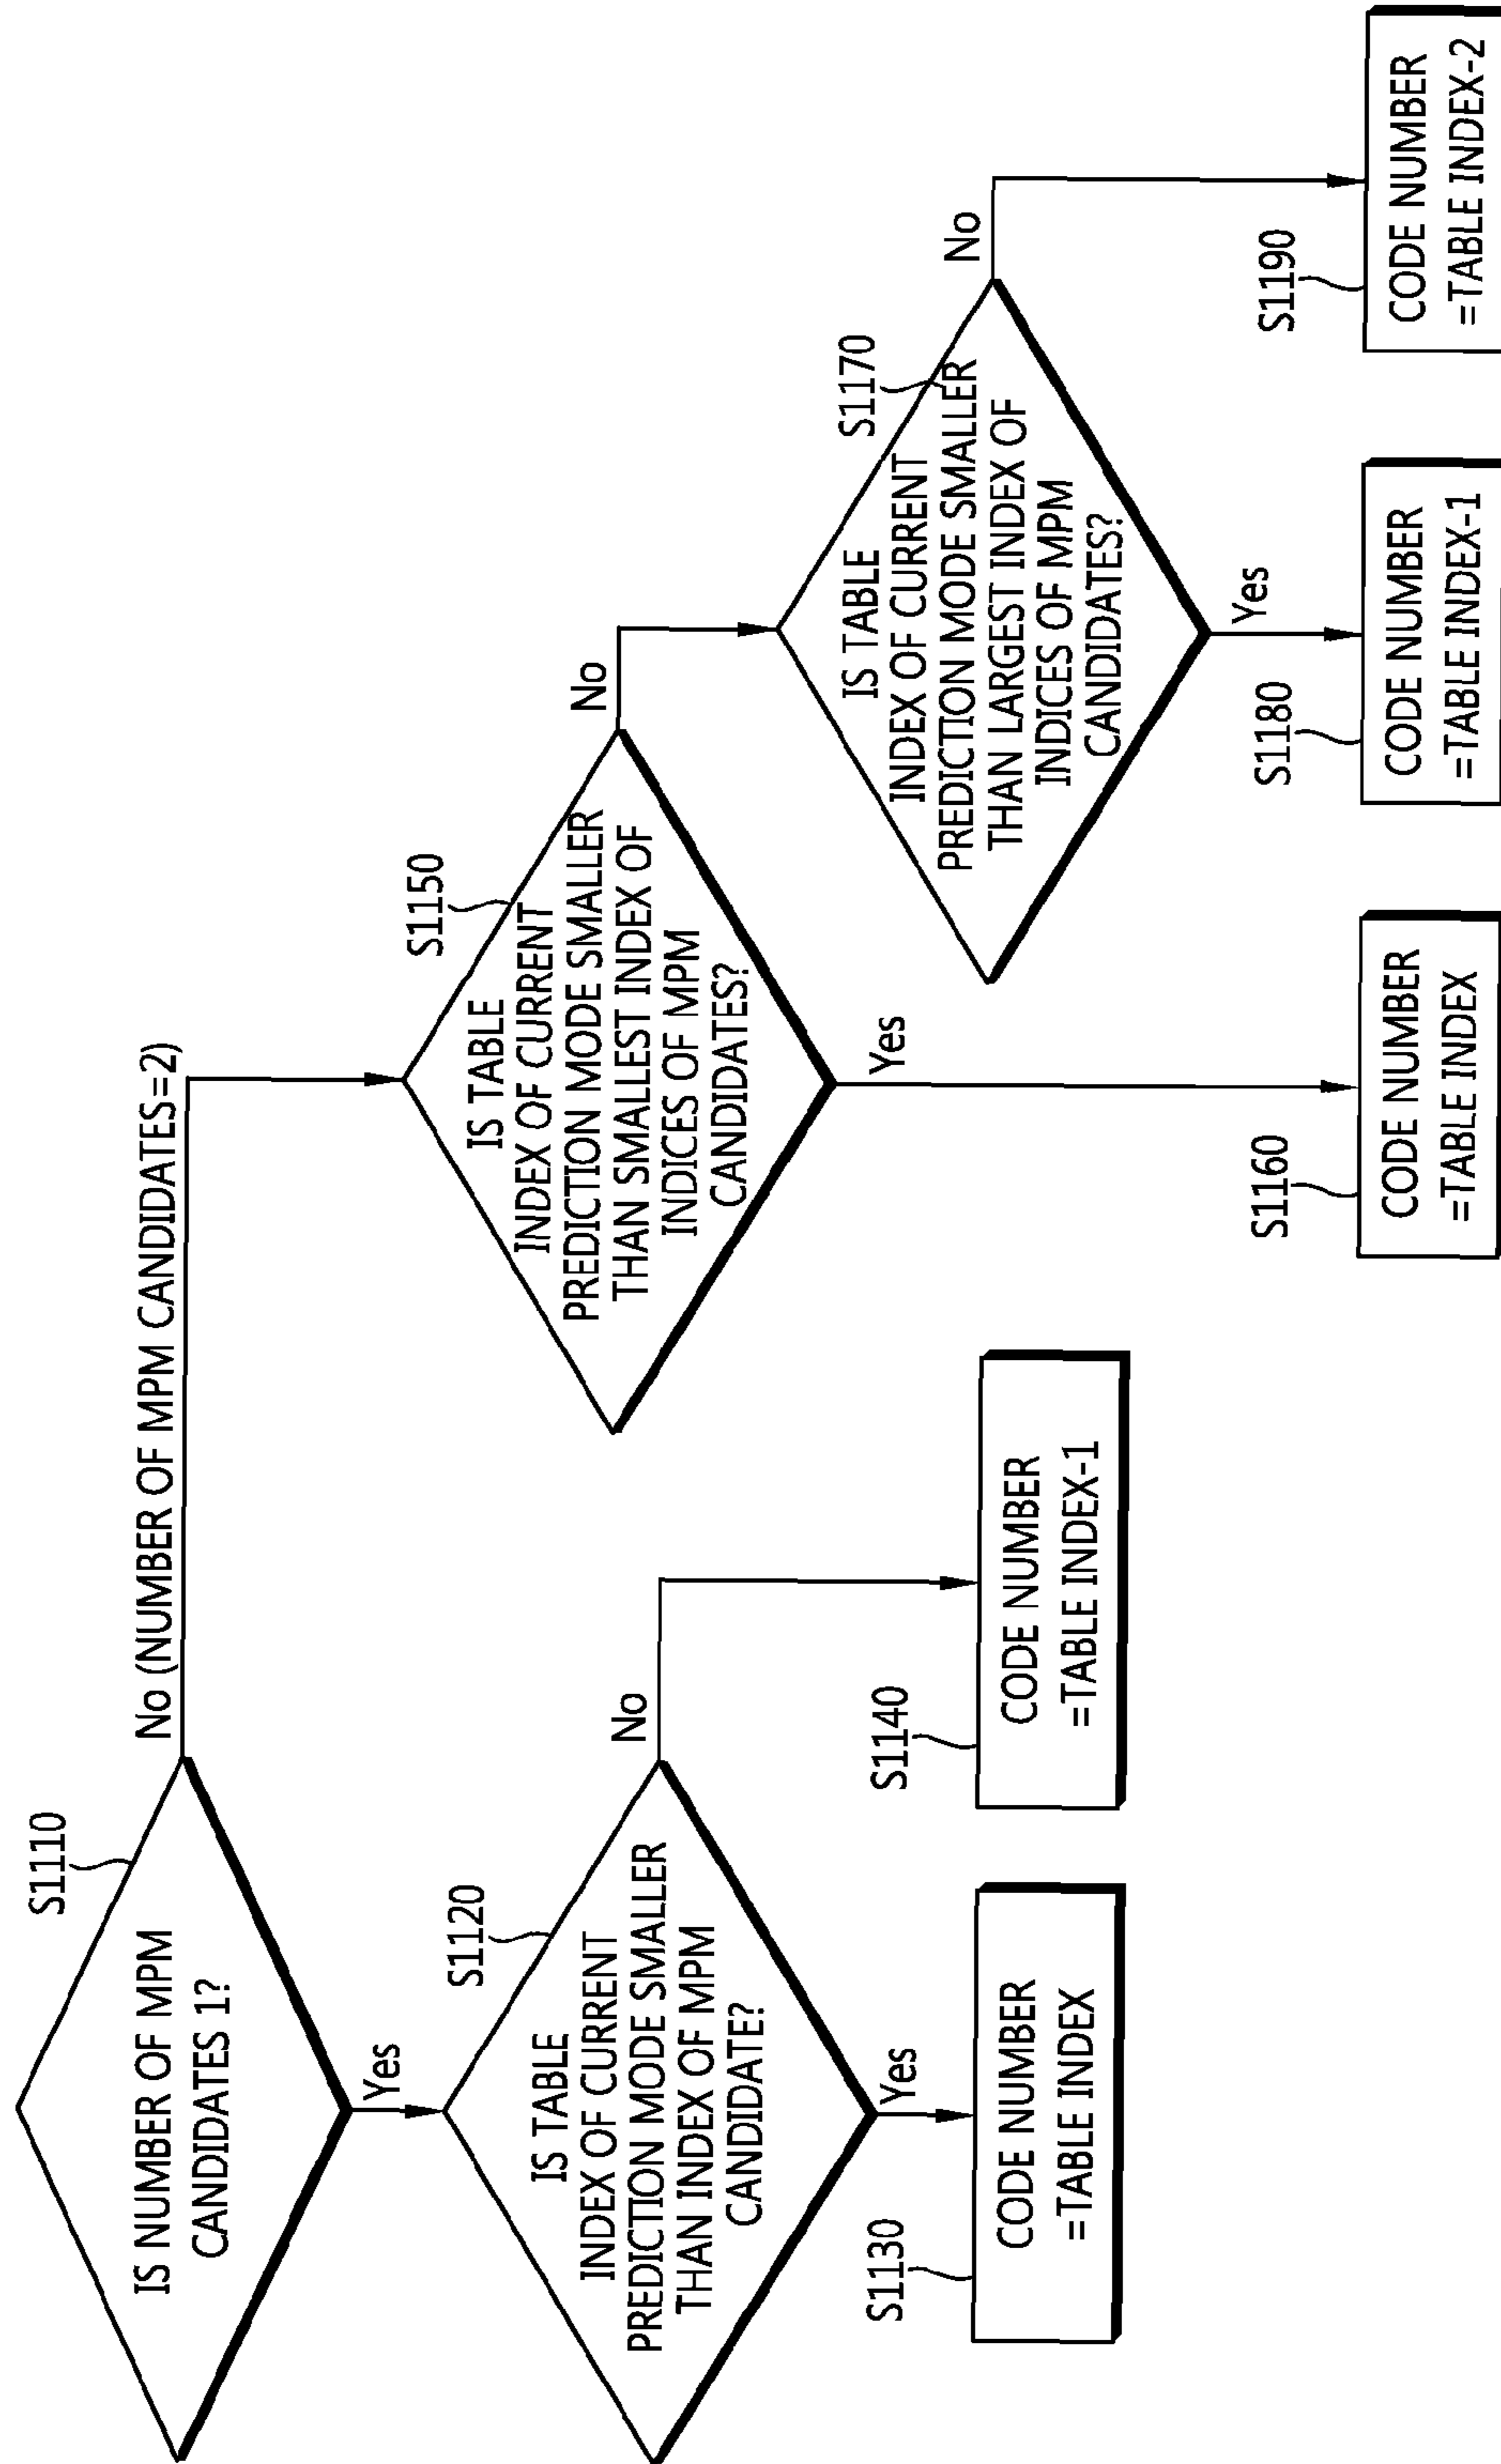 S1110
IS NUMBER OF MPM
CANDIDATES 1?
No (NUMBER OF MPM CANDIDATES=2)
Yes
S1120
IS TABLE
INDEX OF CURRENT
PREDICTION MODE SMALLER
THAN INDEX OF MPM
CANDIDATE?
No
Yes
S1130
CODE NUMBER
=TABLE INDEX
S1140
CODE NUMBER
=TABLE INDEX-1
S1150
IS TABLE
INDEX OF CURRENT
PREDICTION MODE SMALLER
THAN SMALLEST INDEX OF
INDICES OF MPM
CANDIDATES?
No
Yes
S1160
CODE NUMBER
=TABLE INDEX
S1170
IS TABLE
INDEX OF CURRENT
PREDICTION MODE SMALLER
THAN LARGEST INDEX OF
INDICES OF MPM
CANDIDATES?
No
Yes
S1180
CODE NUMBER
=TABLE INDEX-1
S1190
CODE NUMBER
=TABLE INDEX-2